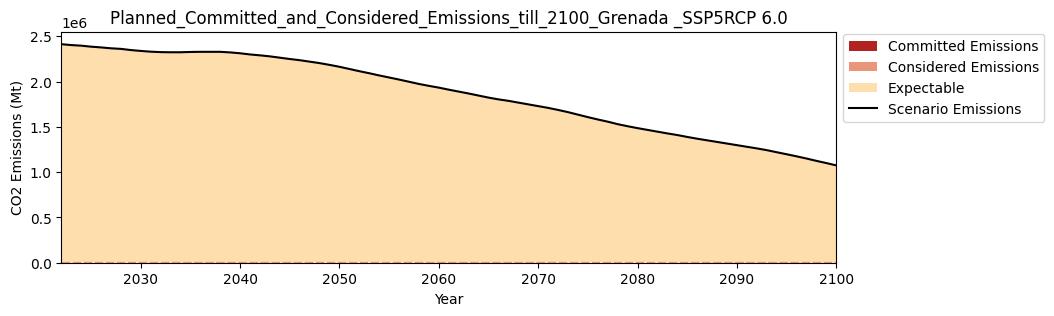 Planned_Committed_and_Considered_Emissions_till_2100_Grenada _SSP5RCP 6.0
1e6
2.5
2.0
1.5
1.0
0.5
0.0
CO2 Emissions (Mt)
2030 2040 2050 2060 2070 2080 2090 2100
Year
Committed Emissions
Considered Emissions
Expectable
Scenario Emissions